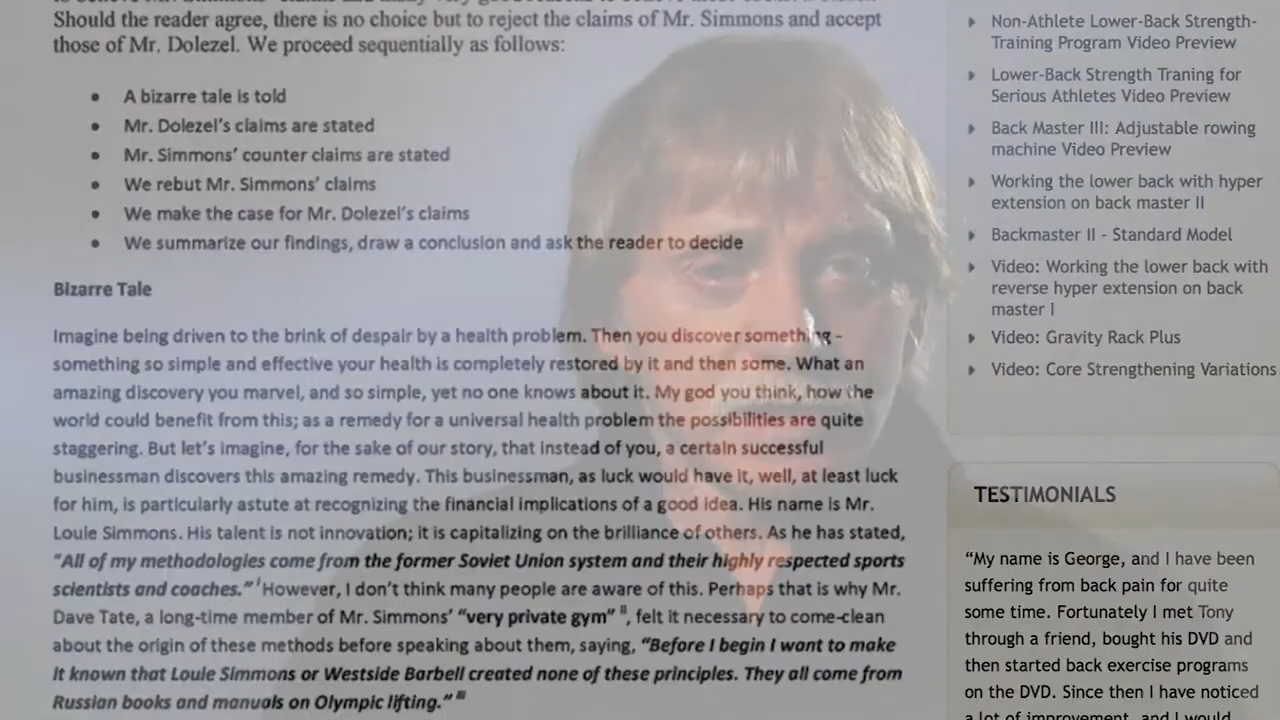 Should the reader agree, there is no choice but to reject the claims of Mr. Simmons and accept
those of Mr. Dolezel. We proceed sequentially as follows:
• A bizarre tale is told
• Mr. Dolezel's claims are stated
• Mr. Simmons' counter claims are stated
• We rebut Mr. Simmons' claims
• We make the case for Mr. Dolezel's claims
• We summarize our findings, draw a conclusion and ask the reader to decide
Bizarre Tale
Imagine being driven to the brink of despair by a health problem. Then you discover something -
something so simple and effective your health is completely restored by it and then some. What an
amazing discovery you marvel, and so simple, yet no one knows about it. My god you think, how the
world could benefit from this; as a remedy for a universal health problem the possibilities are quite
staggering. But let's imagine, for the sake of our story, that instead of you, a certain successful
businessman discovers this amazing remedy. This businessman, as luck would have it, well, at least luck
for him, is particularly astute at recognizing the financial implications of a good idea. His name is Mr.
Louie Simmons. His talent is not innovation; it is capitalizing on the brilliance of others. As he has stated,
"All of my methodologies come from the former Soviet Union system and their highly respected sports
scientists and coaches." i However, I don't think many people are aware of this. Perhaps that is why Mr.
Dave Tate, a long-time member of Mr. Simmons' "very private gym" ii, felt it necessary to come-clean
about the origin of these methods before speaking about them, saying, "Before I begin I want to make
it known that Louie Simmons or Westside Barbell created none of these principles. They all come from
Russian books and manuals on Olympic lifting." iii
Non-Athlete Lower-Back Strength-
Training Program Video Preview
Lower-Back Strength Traning for
Serious Athletes Video Preview
Back Master III: Adjustable rowing
machine Video Preview
Working the lower back with hyper
extension on back master II
Backmaster II - Standard Model
Video: Working the lower back with
reverse hyper extension on back
master I
Video: Gravity Rack Plus
Video: Core Strengthening Variations
TESTIMONIALS
"My name is George, and I have been
suffering from back pain for quite
some time. Fortunately I met Tony
through a friend, bought his DVD and
then started back exercise programs
on the DVD. Since then I have noticed
a lot of improvement, and I would